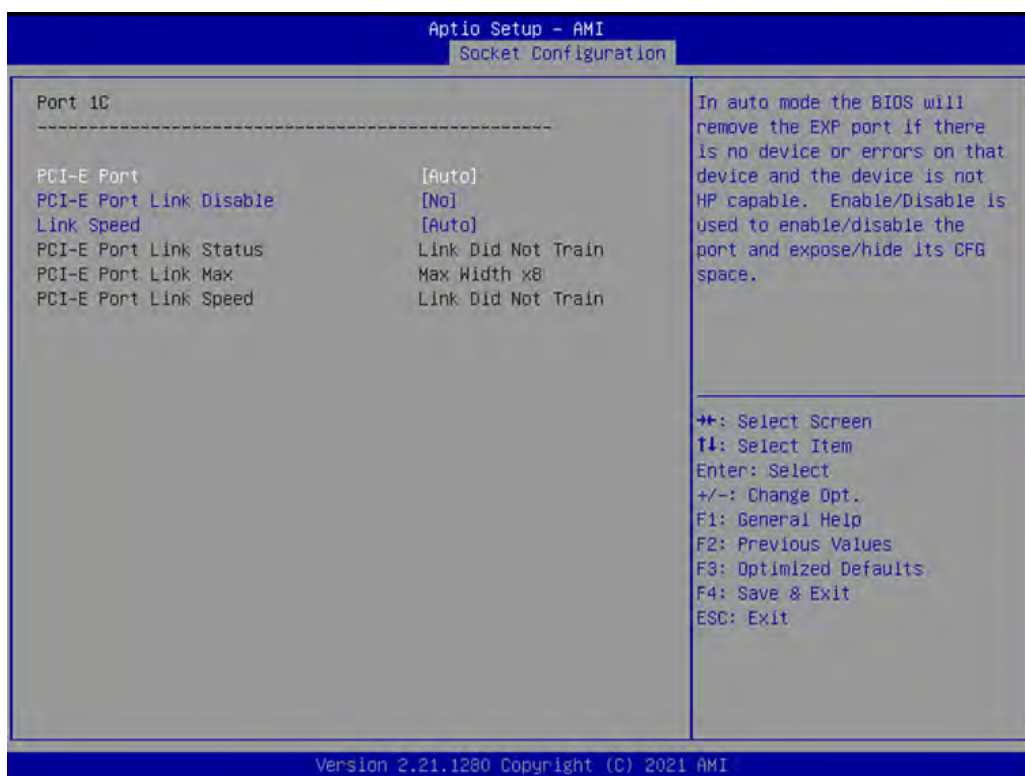 Aptio Setup – AMI
Socket Configuration
Port 1C
--------------------------------------------------
PCI-E Port [Auto]
PCI-E Port Link Disable [No]
Link Speed [Auto]
PCI-E Port Link Status Link Did Not Train
PCI-E Port Link Max Max Width x8
PCI-E Port Link Speed Link Did Not Train
In auto mode the BIOS will
remove the EXP port if there
is no device or errors on that
device and the device is not
HP capable. Enable/Disable is
used to enable/disable the
port and expose/hide its CFG
space.
→←: Select Screen
↑↓: Select Item
Enter: Select
+/-: Change Opt.
F1: General Help
F2: Previous Values
F3: Optimized Defaults
F4: Save & Exit
ESC: Exit
Version 2.21.1280 Copyright (C) 2021 AMI